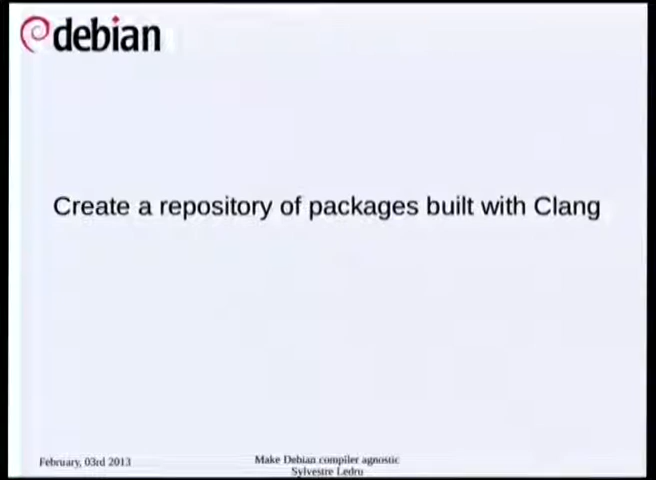 debian
Create a repository of packages built with Clang
February, 03rd 2013
Make Debian compiler agnostic
Sylvestre Ledru